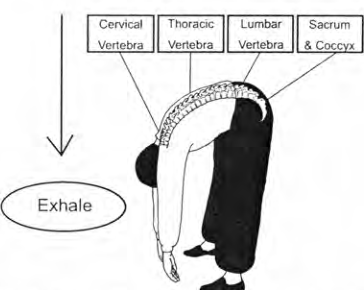 Cervical
Vertebra
Thoracic
Vertebra
Lumbar
Vertebra
Sacrum
& Coccyx
Exhale